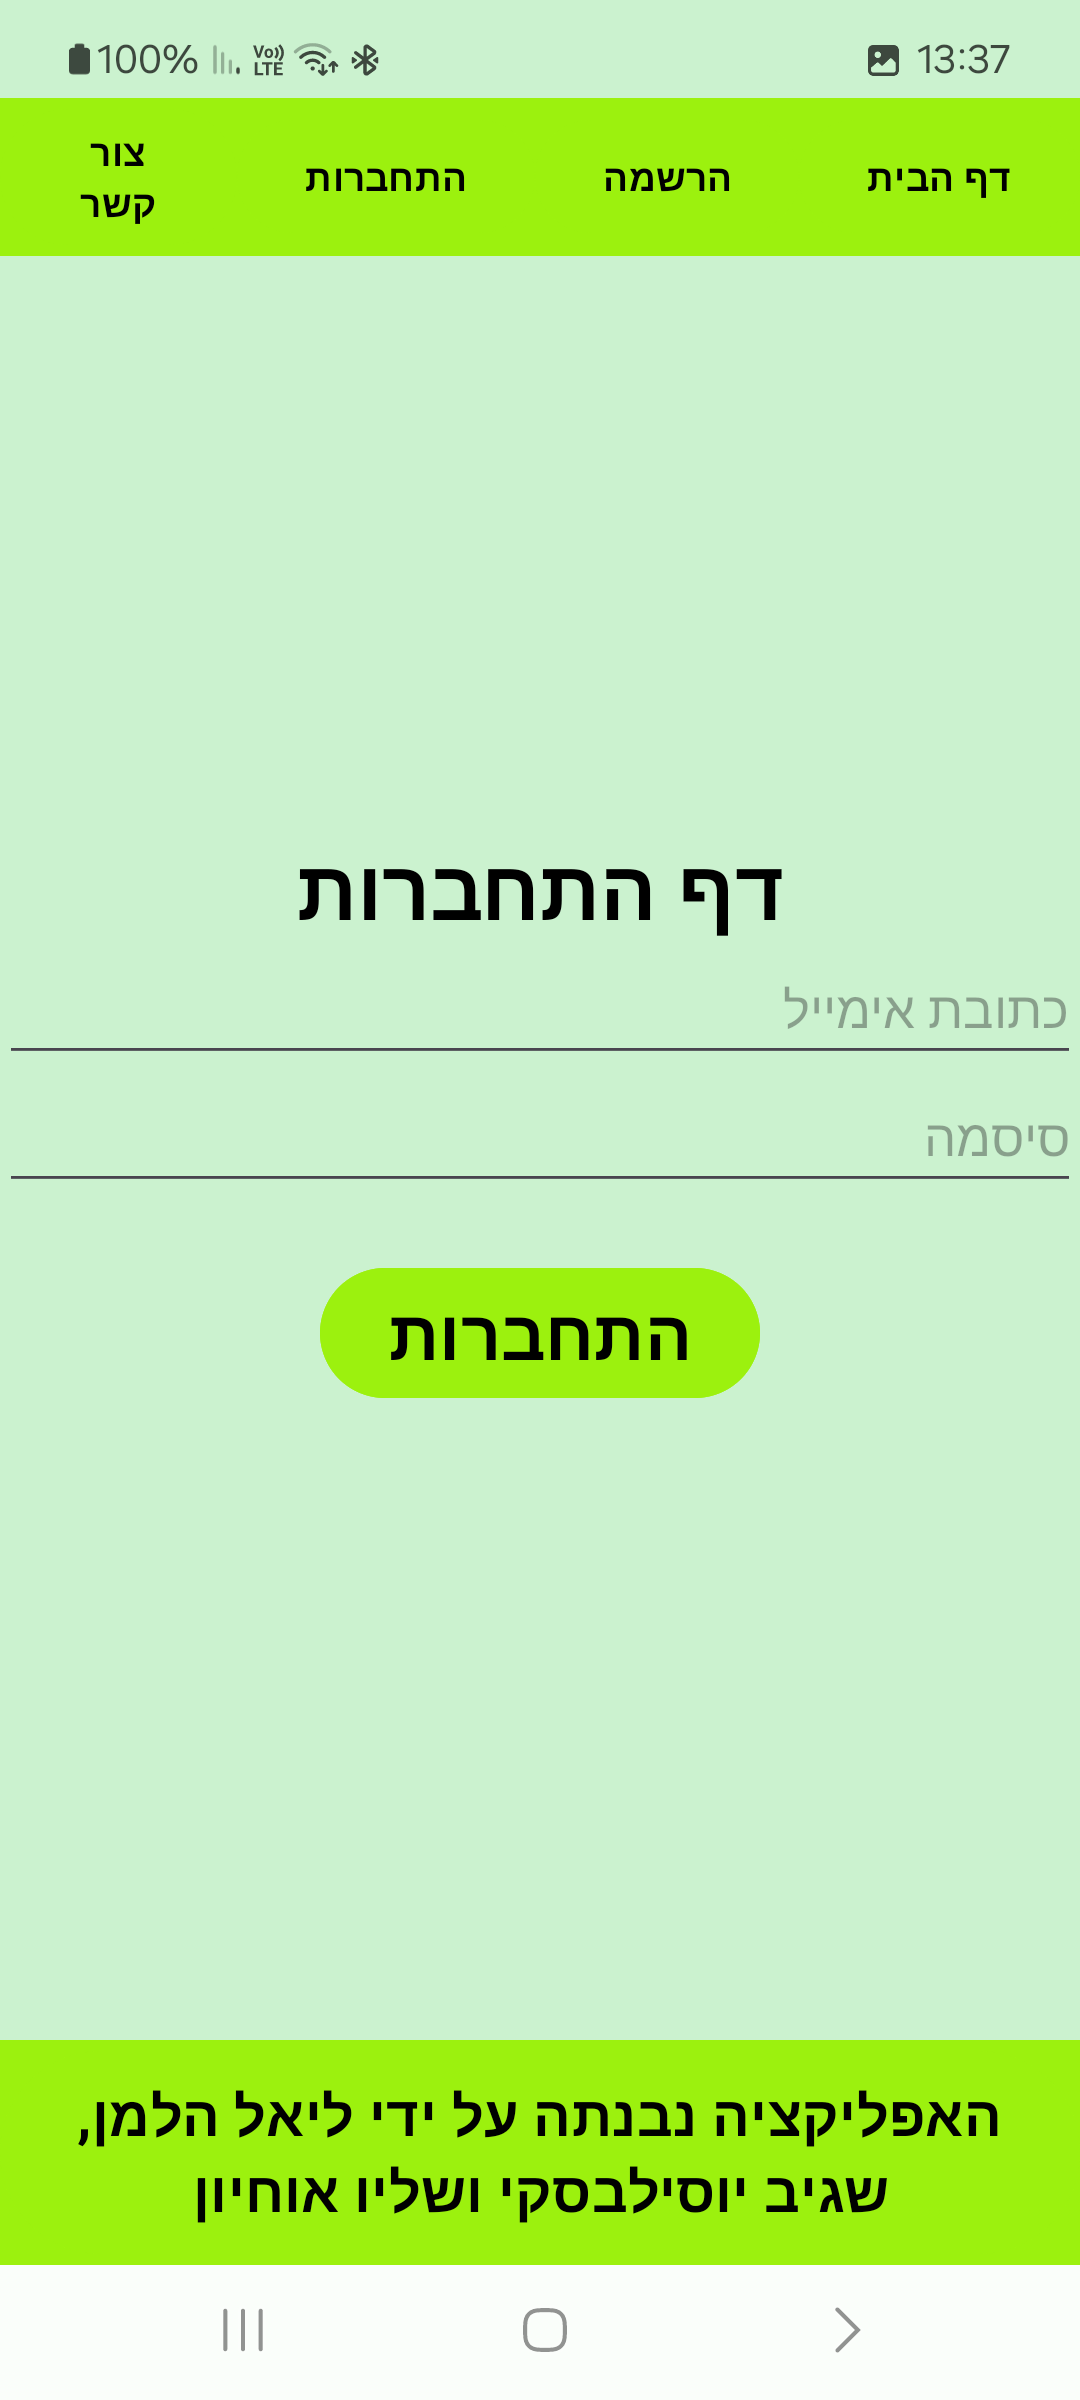 13:37
100%
Vo)) LTE
דף הבית
הרשמה
התחברות
צור
קשר
דף התחברות
כתובת אימייל
סיסמה
התחברות
האפליקציה נבנתה על ידי ליאל הלמן,
שגיב יוסילבסקי ושליו אוחיון